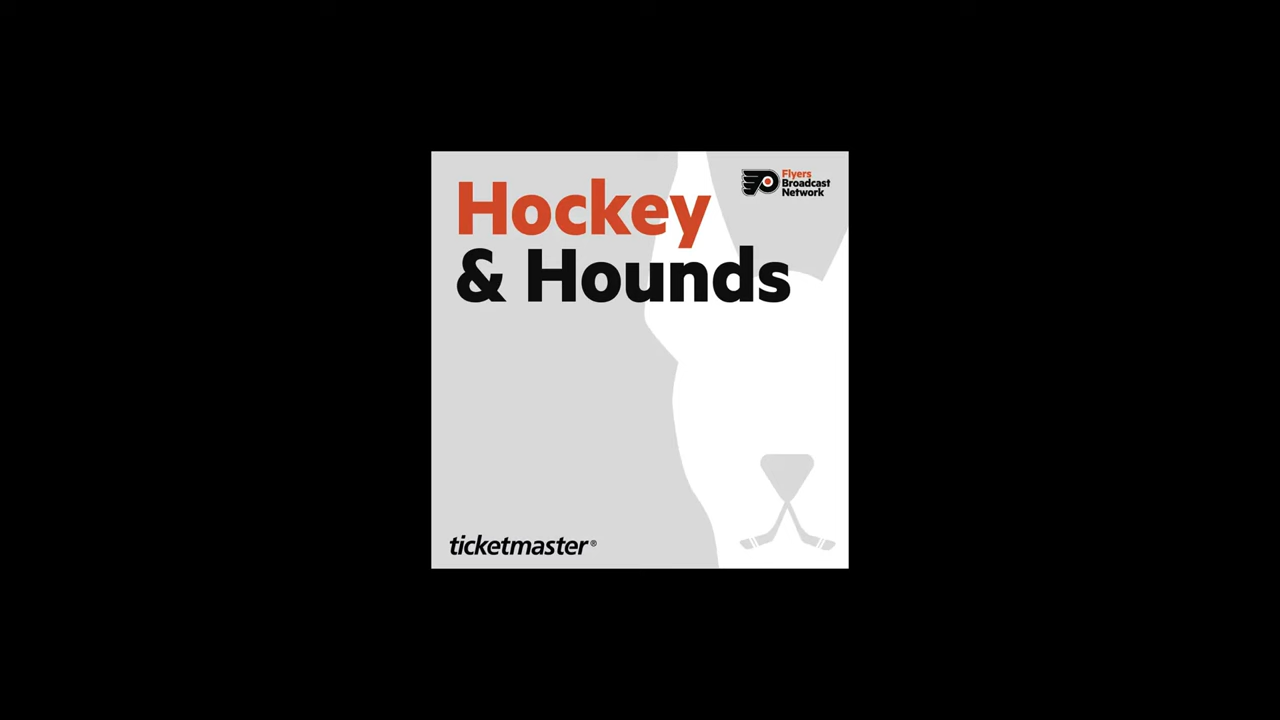 Hockey
& Hounds
Flyers
Broadcast
Network
ticketmaster®